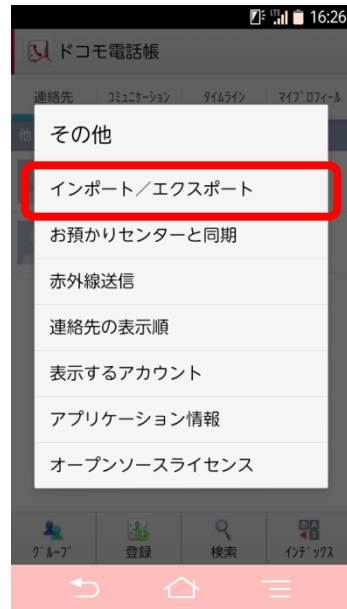 16:26
ドコモ電話帳
連絡先 コミュニケーション タイムライン マイプロフィール
他
その他
インポート／エクスポート
お預かりセンターと同期
赤外線送信
連絡先の表示順
表示するアカウント
アプリケーション情報
オープンソースライセンス
グループ 登録 検索 インデックス